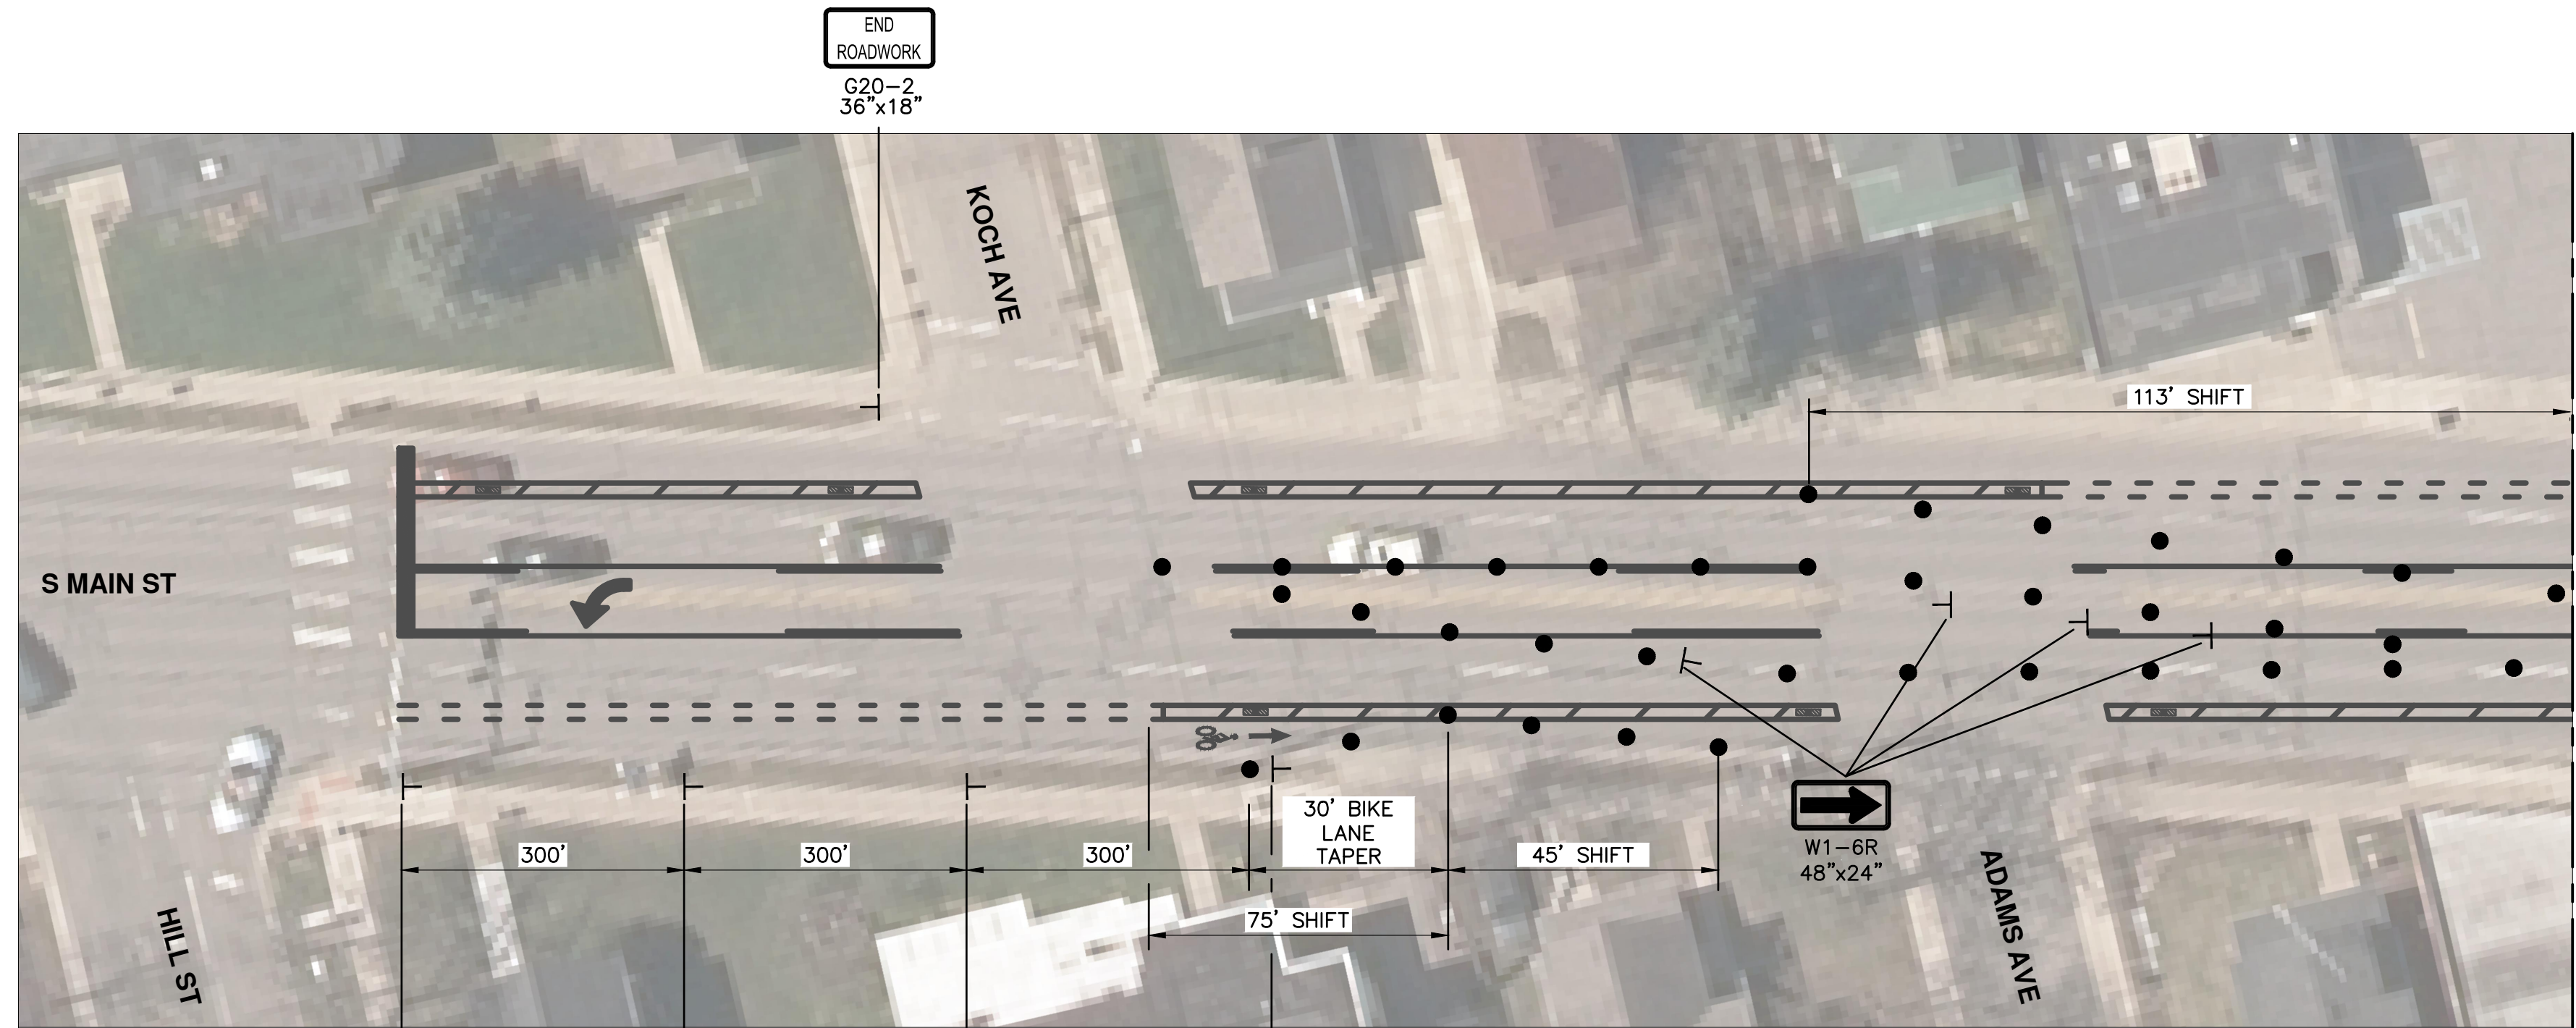 END
ROADWORK
G20-2
36"x18"
KOCH AVE
113' SHIFT
S MAIN ST
300'
300'
300'
30' BIKE
LANE
TAPER
45' SHIFT
75' SHIFT
W1-6R
48"x24"
HILL ST
ADAMS AVE